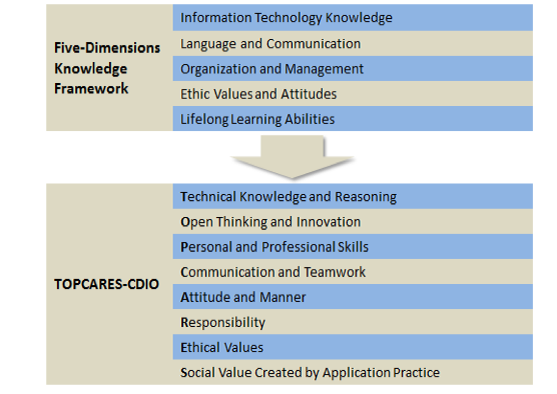 Five-Dimensions
Knowledge
Framework
Information Technology Knowledge
Language and Communication
Organization and Management
Ethic Values and Attitudes
Lifelong Learning Abilities
TOPCARES-CDIO
Technical Knowledge and Reasoning
Open Thinking and Innovation
Personal and Professional Skills
Communication and Teamwork
Attitude and Manner
Responsibility
Ethical Values
Social Value Created by Application Practice